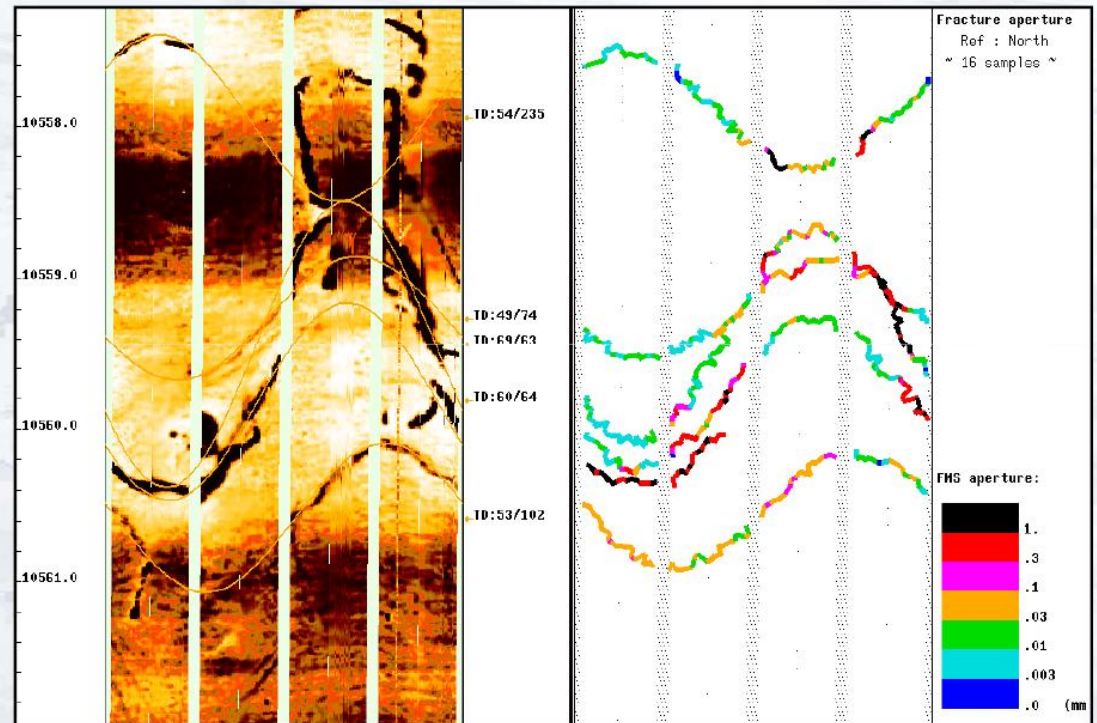 Fracture aperture
Ref : North
~ 16 samples ~
10558.0
TD:54/235
10559.0
TD:49/74
TD:69/63
TD:60/64
10560.0
TD:53/102
10561.0
FMS aperture:
1.
.3
.1
.03
.01
.003
.0 (mm